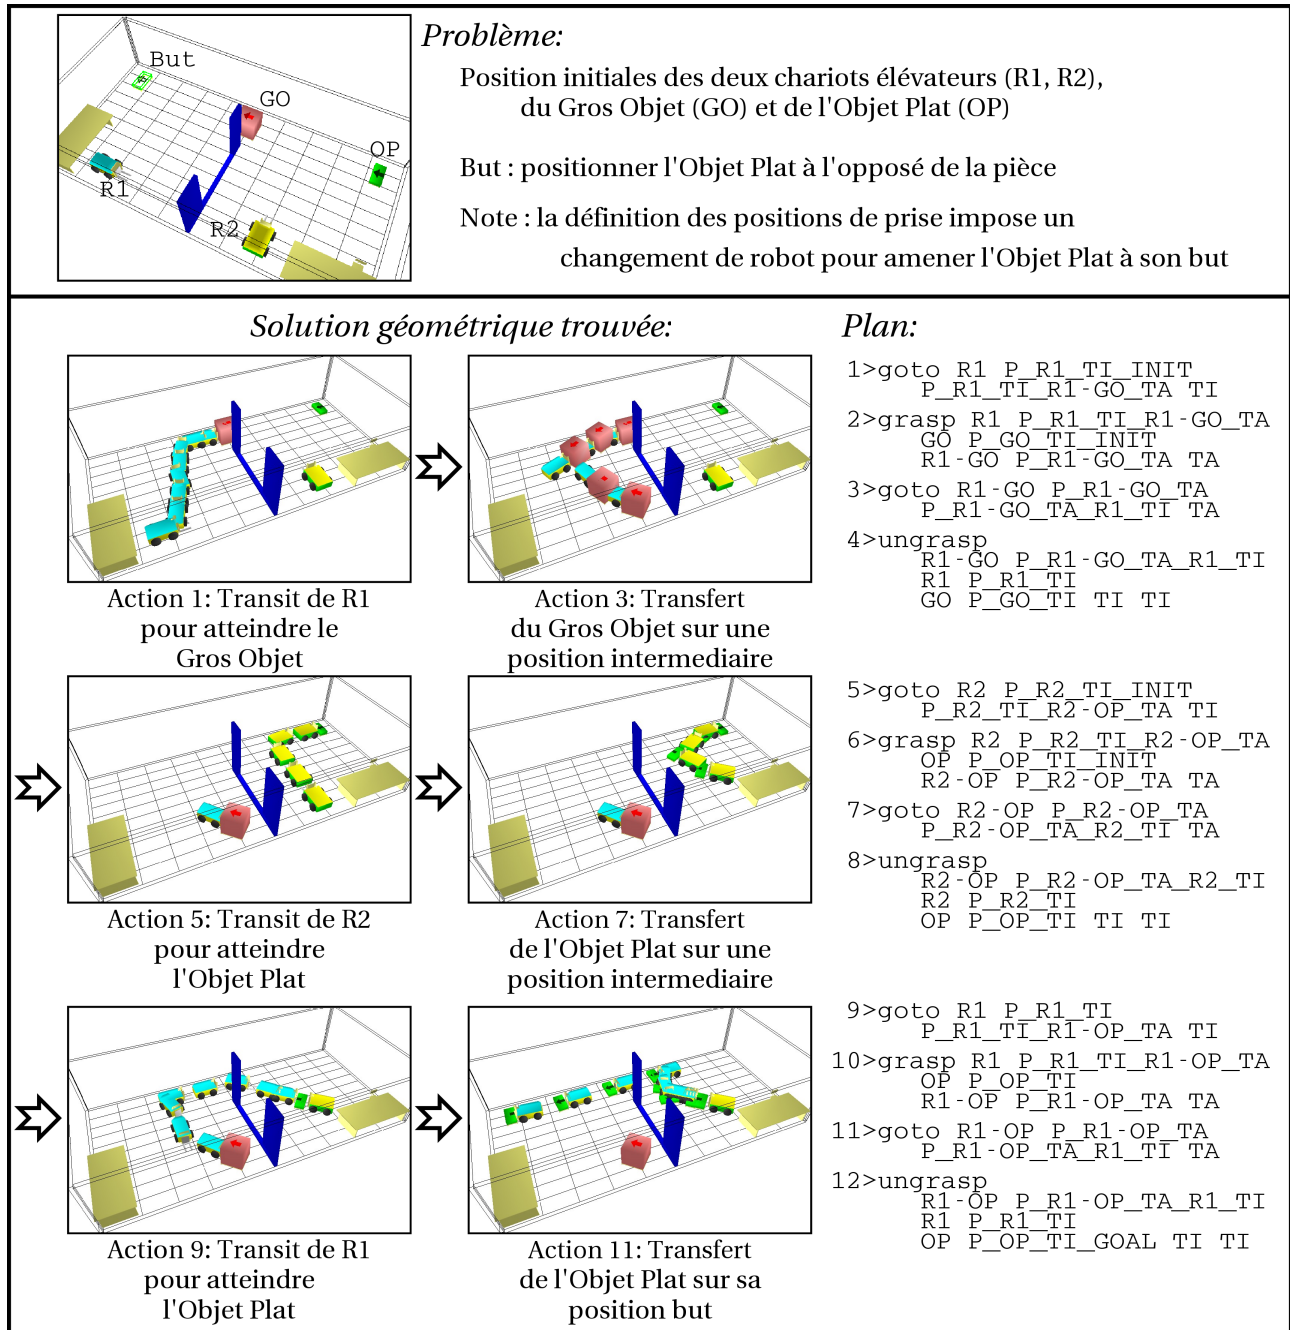 Problème:
But
GO
OP
R1
R2
Position initiales des deux chariots élévateurs (R1, R2),
du Gros Objet (GO) et de l'Objet Plat (OP)
But : positionner l'Objet Plat à l'opposé de la pièce
Note : la définition des positions de prise impose un
changement de robot pour amener l'Objet Plat à son but
Solution géométrique trouvée:
Plan:
Action 1: Transit de R1
pour atteindre le
Gros Objet
Action 3: Transfert
du Gros Objet sur une
position intermediaire
1>goto R1 P_R1_TI_INIT
P_R1_TI_R1-GO_TA TI
2>grasp R1 P_R1_TI_R1-GO_TA
GO P_GO_TI_INIT
R1-GO P_R1-GO_TA TA
3>goto R1-GO P_R1-GO_TA
P_R1-GO_TA_R1_TI TA
4>ungrasp
R1-GO P_R1-GO_TA_R1_TI
R1 P_R1_TI
GO P_GO_TI TI TI
Action 5: Transit de R2
pour atteindre
l'Objet Plat
Action 7: Transfert
de l'Objet Plat sur une
position intermediaire
5>goto R2 P_R2_TI_INIT
P_R2_TI_R2-OP_TA TI
6>grasp R2 P_R2_TI_R2-OP_TA
OP P_OP_TI_INIT
R2-OP P_R2-OP_TA TA
7>goto R2-OP P_R2-OP_TA
P_R2-OP_TA_R2_TI TA
8>ungrasp
R2-OP P_R2-OP_TA_R2_TI
R2 P_R2_TI
OP P_OP_TI TI TI
Action 9: Transit de R1
pour atteindre
l'Objet Plat
Action 11: Transfert
de l'Objet Plat sur sa
position but
9>goto R1 P_R1_TI
P_R1_TI_R1-OP_TA TI
10>grasp R1 P_R1_TI_R1-OP_TA
OP P_OP_TI
R1-OP P_R1-OP_TA TA
11>goto R1-OP P_R1-OP_TA
P_R1-OP_TA_R1_TI TA
12>ungrasp
R1-OP P_R1-OP_TA_R1_TI
R1 P_R1_TI
OP P_OP_TI_GOAL TI TI